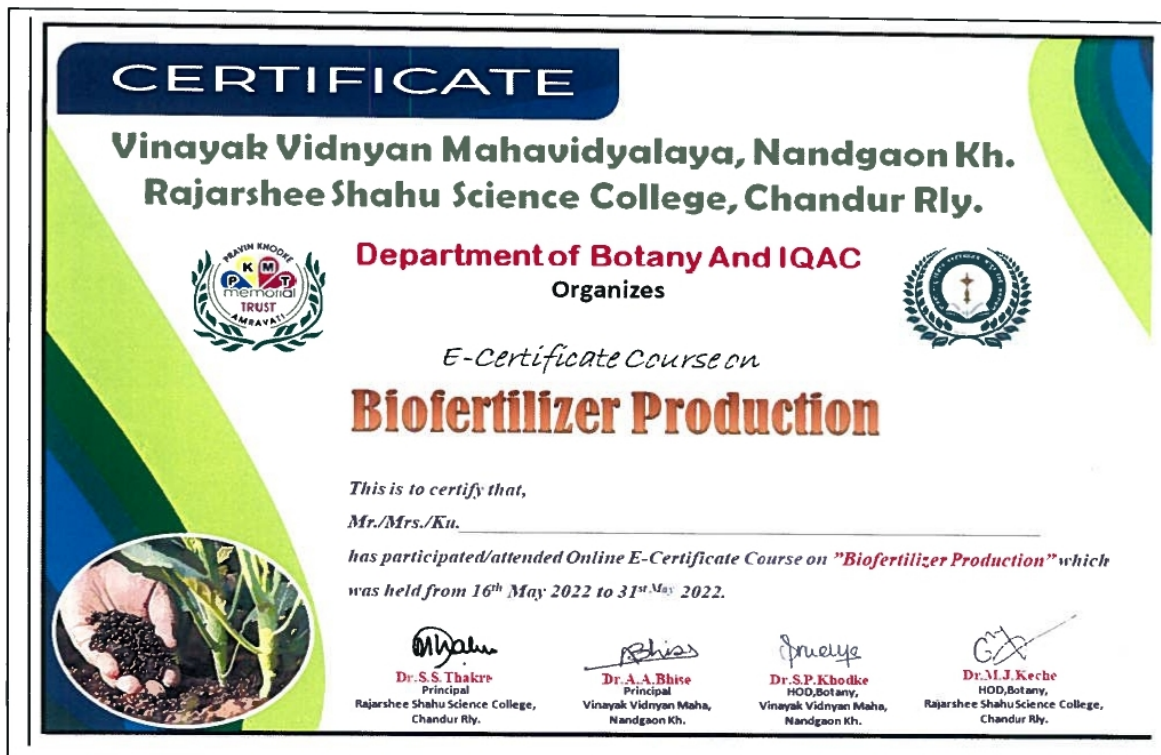 CERTIFICATE
Vinayak Vidnyan Mahavidyalaya, Nandgaon Kh.
Rajarshee Shahu Science College, Chandur Rly.
PRAVIN KHODKE
P K M T
memorial
TRUST
AMRAVATI
Department of Botany And IQAC
Organizes
E-Certificate Course on
Biofertilizer Production
This is to certify that,
Mr./Mrs./Ku.
has participated/attended Online E-Certificate Course on "Biofertilizer Production" which
was held from 16th May 2022 to 31st May 2022.
Dr.S.S.Thakre
Principal
Rajarshee Shahu Science College,
Chandur Rly.
Dr.A.A.Bhise
Principal
Vinayak Vidnyan Maha,
Nandgaon Kh.
Dr.S.P.Khodke
HOD,Botany,
Vinayak Vidnyan Maha,
Nandgaon Kh.
Dr.M.J.Keche
HOD,Botany,
Rajarshee Shahu Science College,
Chandur Rly.